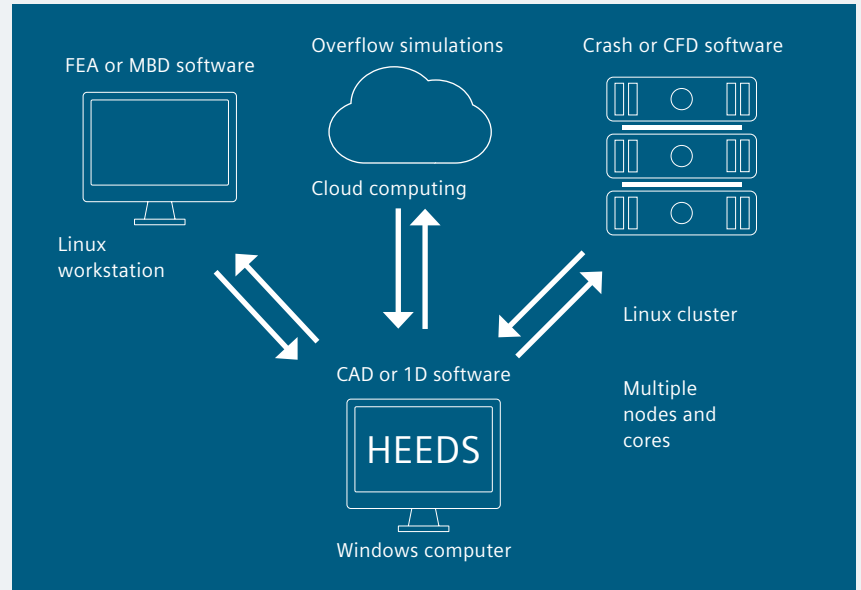 FEA or MBD software
Linux
workstation
Overflow simulations
Cloud computing
Crash or CFD software
Linux cluster
Multiple
nodes and
cores
CAD or 1D software
HEEDS
Windows computer